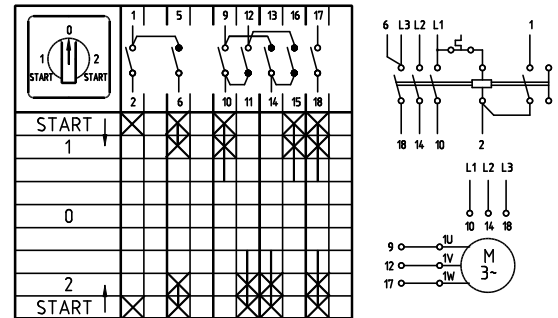 0
1 2
START START
1 5 9 12 13 16 17
2 6 10 11 14 15 18
START
1
0
2
START
6 L3 L2 L1 1
18 14 10 2
L1 L2 L3
10 14 18
9 1U
12 1V
17 1W
M
3~